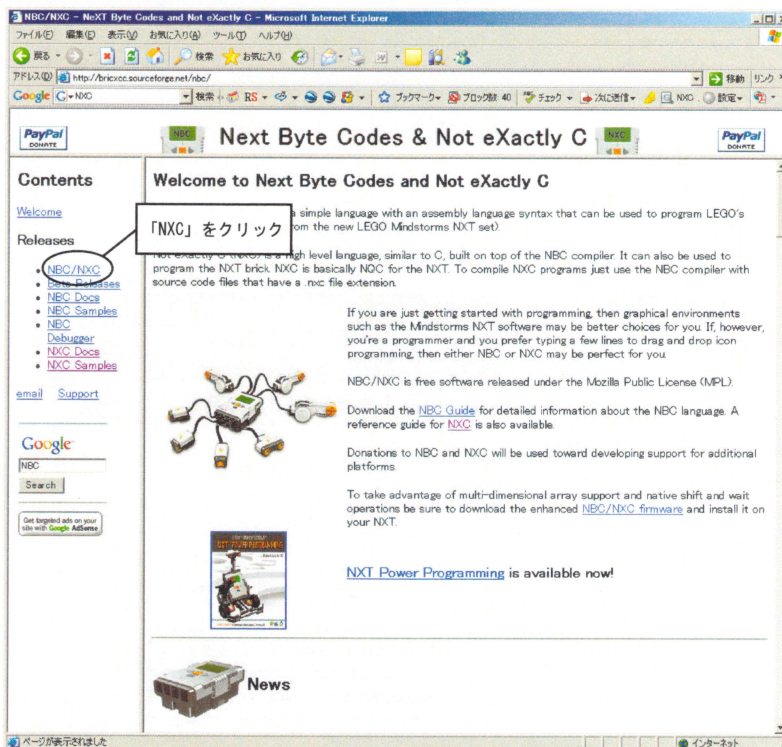 NBC/NXC - NeXT Byte Codes and Not eXactly C - Microsoft Internet Explorer
ファイル(F) 編集(E) 表示(V) お気に入り(A) ツール(T) ヘルプ(H)
戻る 検索 お気に入り
アドレス(D) http://bricxcc.sourceforge.net/nbc/ 移動 リンク
Google NXC 検索 RS ブックマーク ブロック数: 40 チェック 次に送信 NXC 設定
PayPal
DONATE
NBC
Next Byte Codes & Not eXactly C
NXC
PayPal
DONATE
Contents
Welcome
Releases
NBC/NXC
Beta Releases
NBC Docs
NBC Samples
NBC
Debugger
NXC Docs
NXC Samples
email Support
Google
NBC
Search
Get targeted ads on your
site with Google AdSense
「NXC」をクリック
Welcome to Next Byte Codes and Not eXactly C
a simple language with an assembly language syntax that can be used to program LEGO's
from the new LEGO Mindstorms NXT set).
Not eXactly C (NXC) is a high level language, similar to C, built on top of the NBC compiler. It can also be used to
program the NXT brick. NXC is basically NQC for the NXT. To compile NXC programs just use the NBC compiler with
source code files that have a .nxc file extension.
If you are just getting started with programming, then graphical environments
such as the Mindstorms NXT software may be better choices for you. If, however,
you're a programmer and you prefer typing a few lines to drag and drop icon
programming, then either NBC or NXC may be perfect for you.
NBC/NXC is free software released under the Mozilla Public License (MPL).
Download the NBC Guide for detailed information about the NBC language. A
reference guide for NXC is also available.
Donations to NBC and NXC will be used toward developing support for additional
platforms.
To take advantage of multi-dimensional array support and native shift and wait
operations be sure to download the enhanced NBC/NXC firmware and install it on
your NXT.
NXT POWER PROGRAMMING
NXT Power Programming is available now!
News
ページが表示されました インターネット